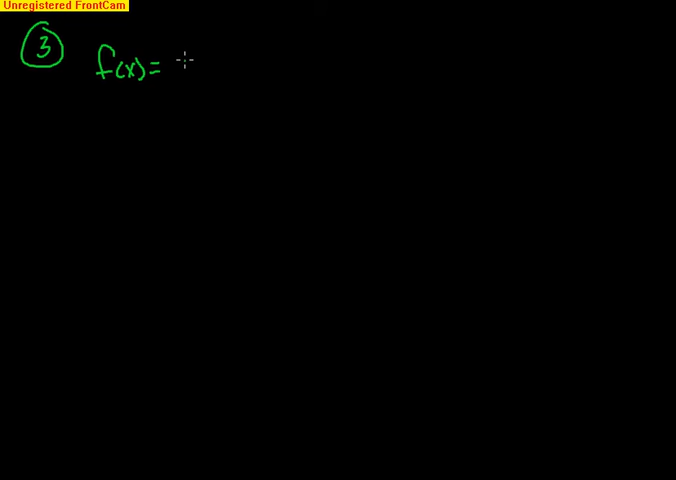 Unregistered FrontCam
3 f(x)=